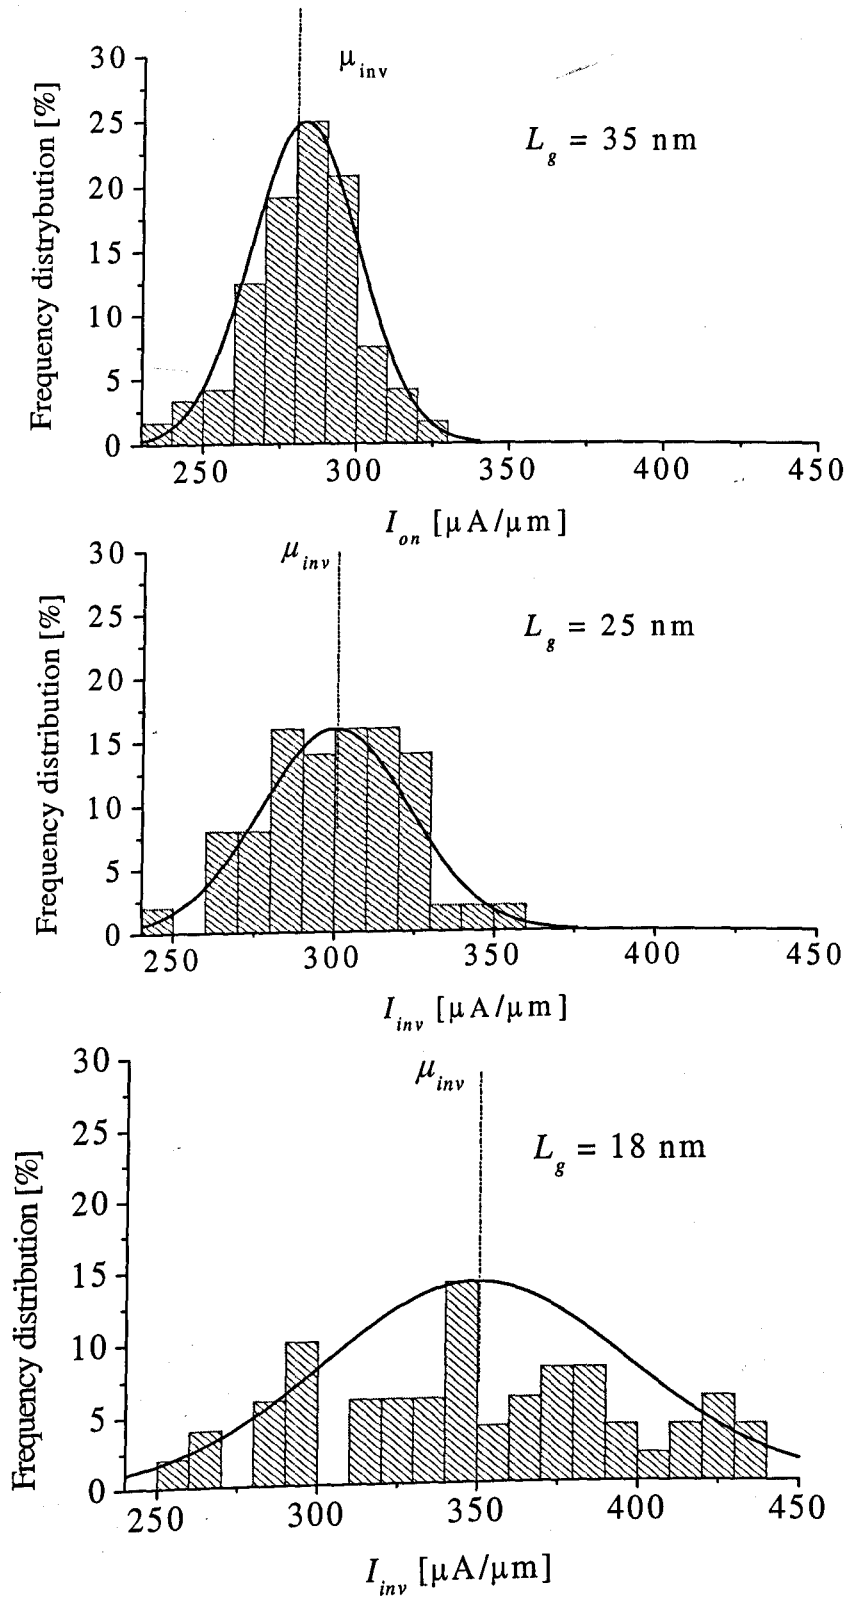 μinv
30
25
20
15
10
5
0
Frequency distrybution [%]
Lg = 35 nm
250 300 350 400 450
Ion [μA/μm]
μinv
30
25
20
15
10
5
0
Frequency distribution [%]
Lg = 25 nm
250 300 350 400 450
Iinv [μA/μm]
μinv
30
25
20
15
10
5
0
Frequency distribution [%]
Lg = 18 nm
250 300 350 400 450
Iinv [μA/μm]